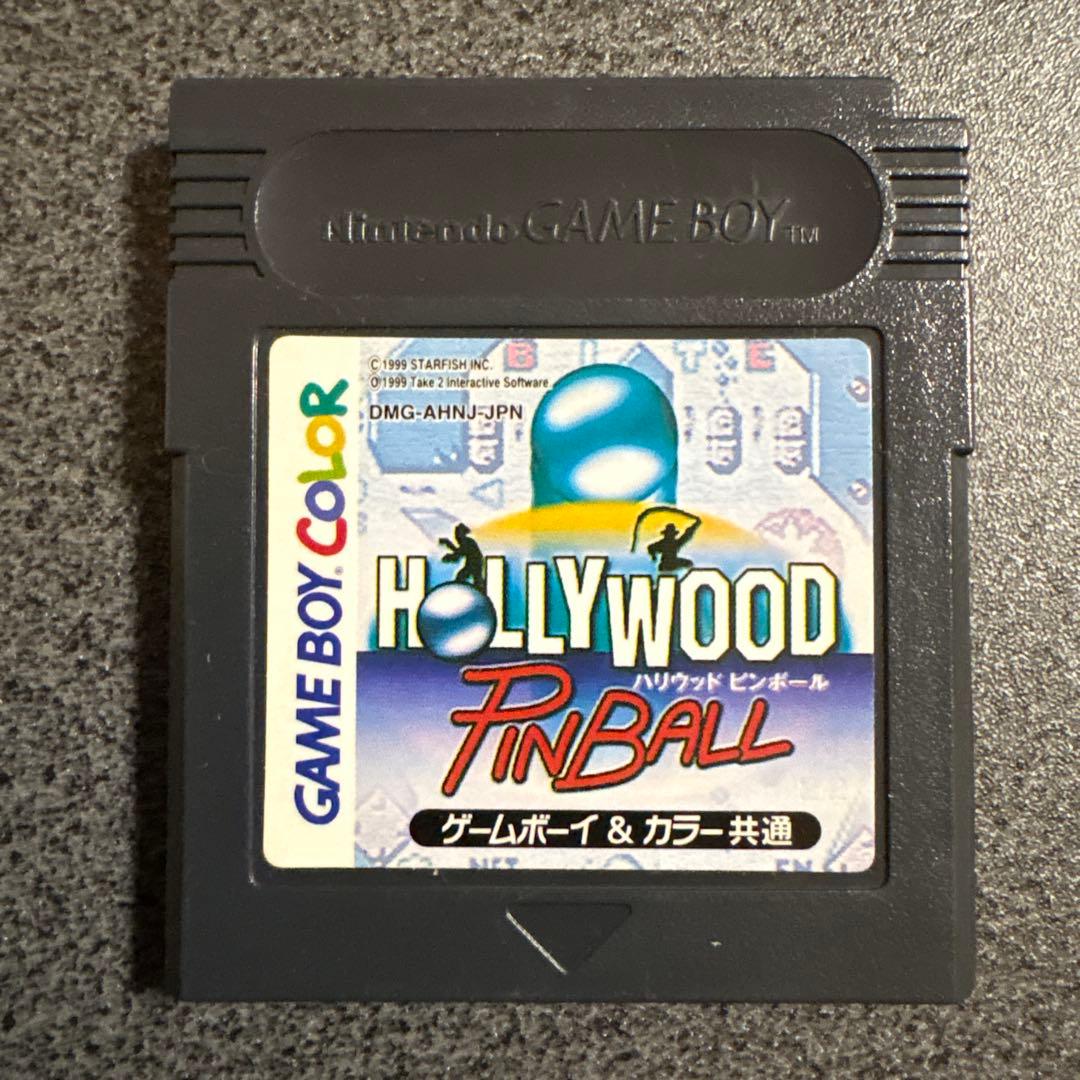 Nintendo GAME BOY TM
B I T E
©1999 STARFISH INC.
©1999 Take 2 Interactive Software.
DMG-AHNJ-JPN
GAME BOY COLOR
HOLLYWOOD
ハリウッド ピンボール
PINBALL
ゲームボーイ & カラー共通